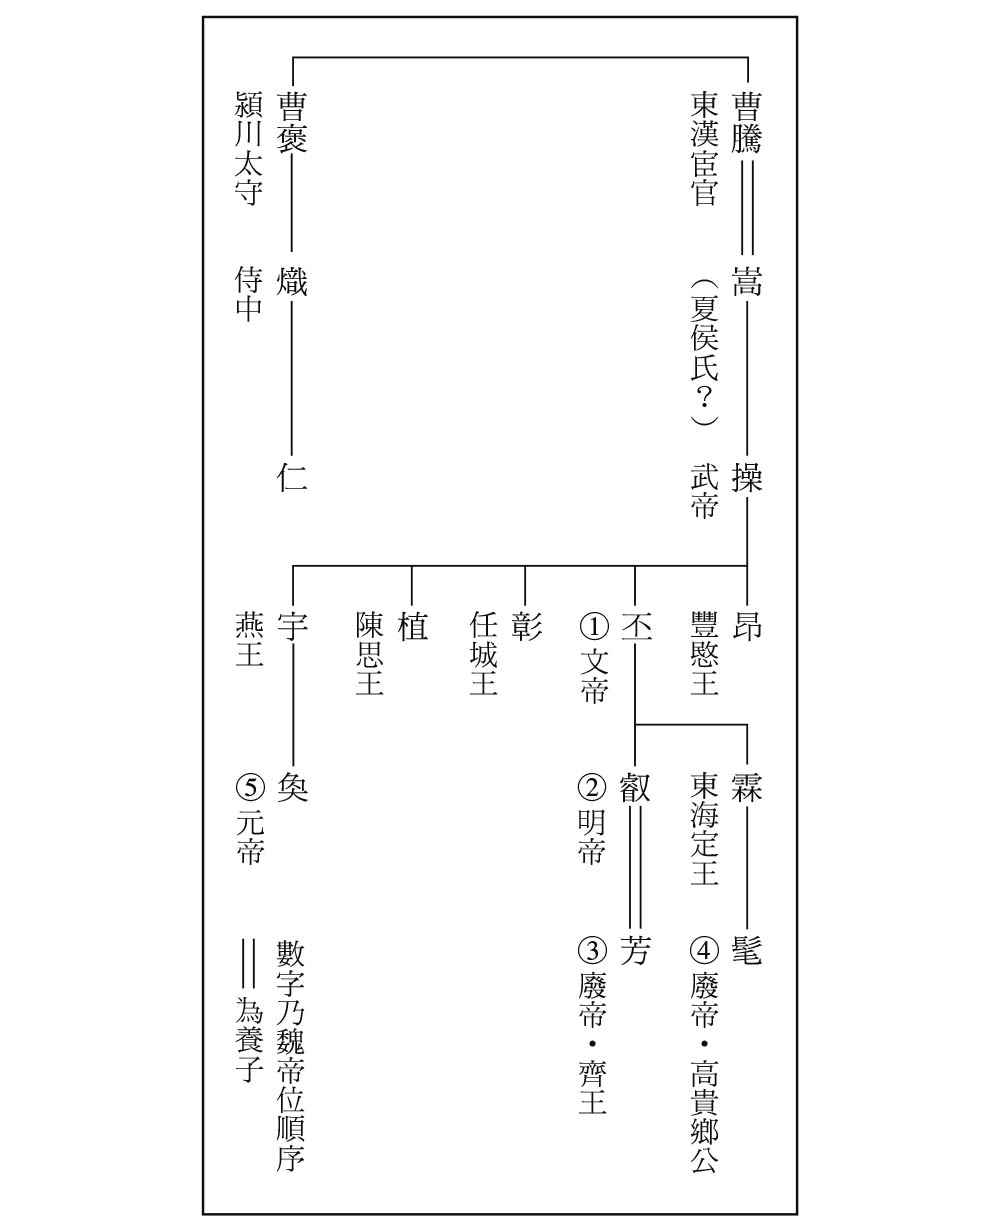 曹騰
東漢宦官
嵩
（夏侯氏？）
操
武帝
昂
豐愍王
丕
①文帝
彰
任城王
植
陳思王
宇
燕王
霖
東海定王
叡
②明帝
奐
⑤元帝
髦
④廢帝・高貴鄉公
芳
③廢帝・齊王
曹褒
潁川太守
熾
侍中
仁
數字乃魏帝位順序
為養子